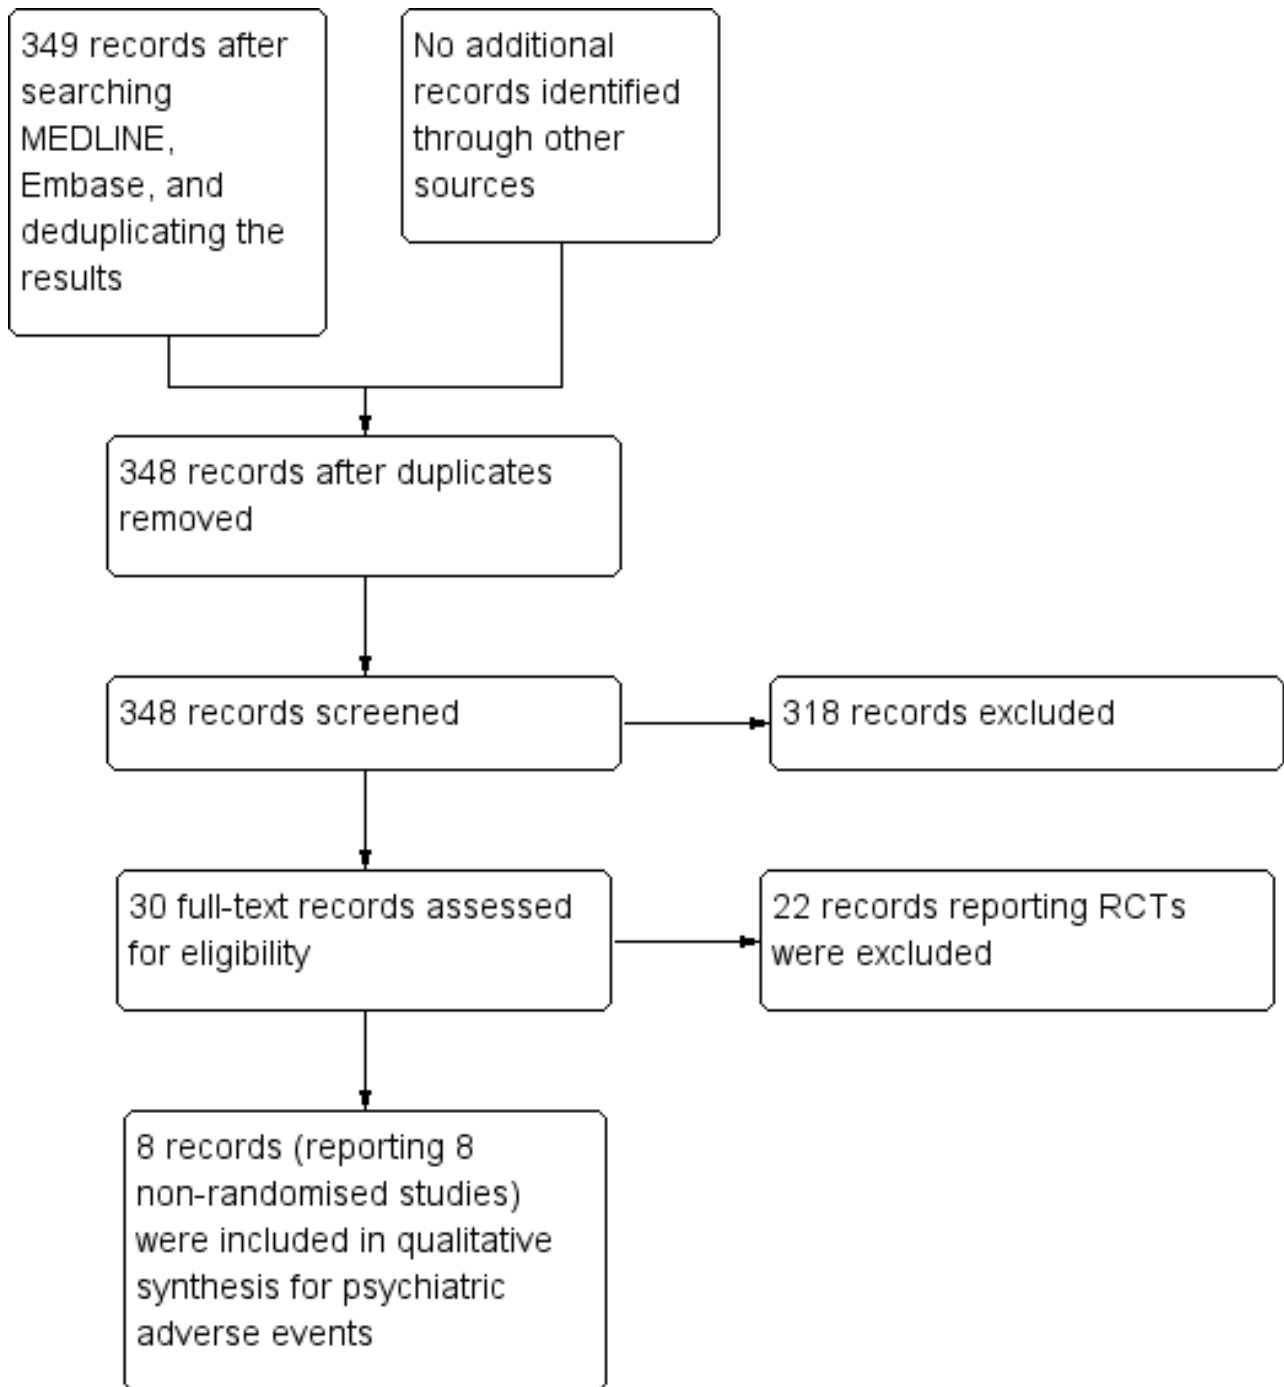 349 records after
searching
MEDLINE,
Embase, and
deduplicating the
results
No additional
records identified
through other
sources
348 records after duplicates
removed
348 records screened
318 records excluded
30 full-text records assessed
for eligibility
22 records reporting RCTs
were excluded
8 records (reporting 8
non-randomised studies)
were included in qualitative
synthesis for psychiatric
adverse events